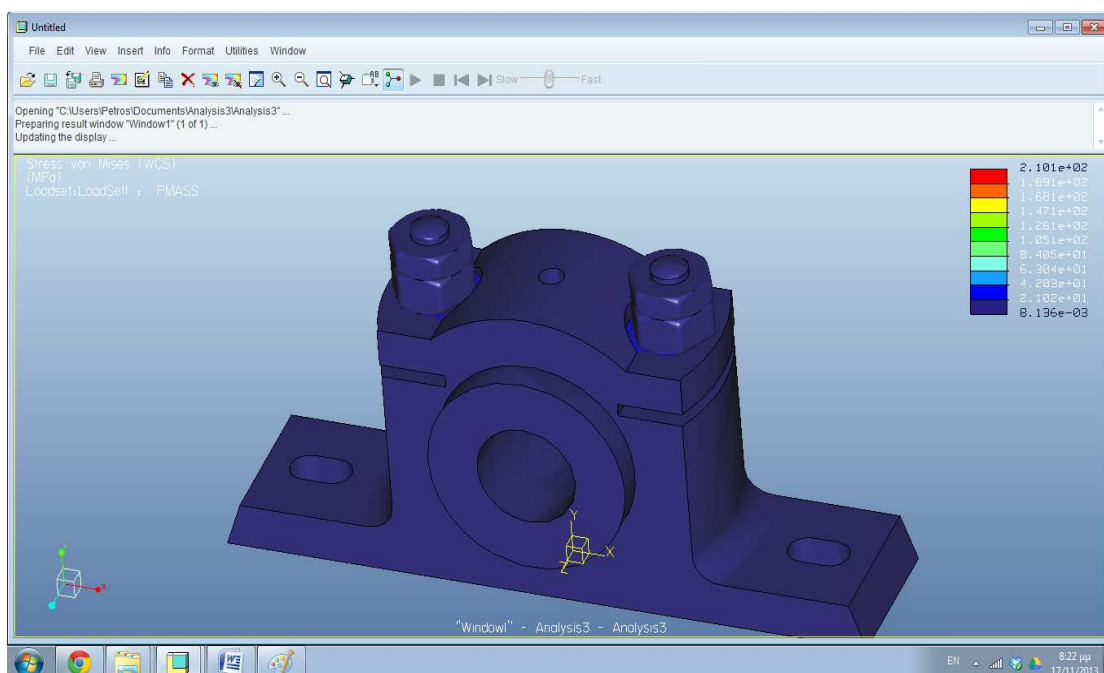 Untitled
File Edit View Insert Info Format Utilities Window
Slow Fast
Opening "C:\Users\Petros\Documents\Analysis3\Analysis3" ...
Preparing result window "Window1" (1 of 1) ...
Updating the display ...
Stress von Mises (WCS)
(MPa)
Loadset:LoadSet1 : PMASS
2.101e+02
1.891e+02
1.681e+02
1.471e+02
1.261e+02
1.051e+02
8.405e+01
6.304e+01
4.203e+01
2.102e+01
8.136e-03
Y
X
Z
"Window1" - Analysis3 - Analysis3
EN
8:22 μμ
17/11/2013